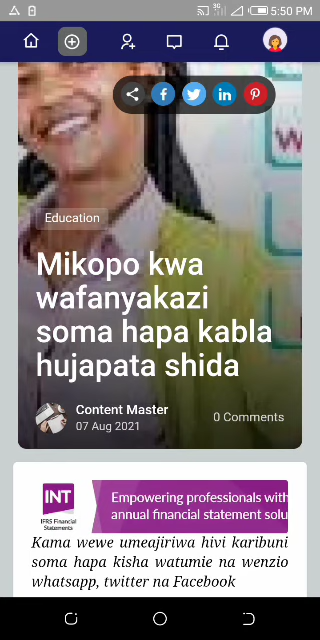 3G
5:50 PM
Education
Mikopo kwa
wafanyakazi
soma hapa kabla
hujapata shida
Content Master
07 Aug 2021
0 Comments
INT
IFRS Financial
Statements
Empowering professionals with
annual financial statement solu
Kama wewe umeajiriwa hivi karibuni
soma hapa kisha watumie na wenzio
whatsapp, twitter na Facebook